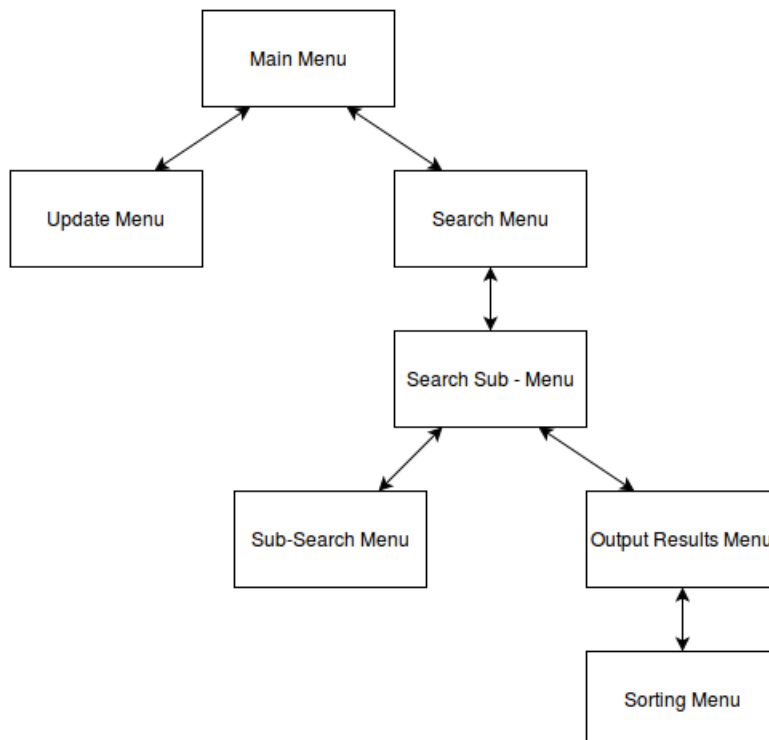 Main Menu
Update Menu
Search Menu
Search Sub - Menu
Sub-Search Menu
Output Results Menu
Sorting Menu